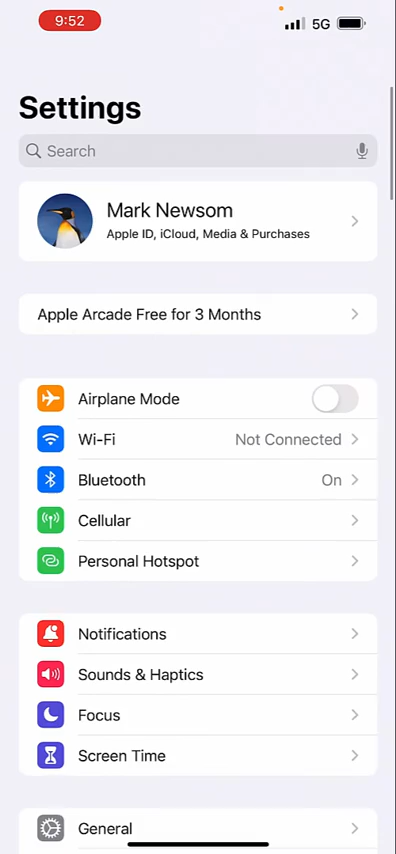 9:52
5G
Settings
Search
Mark Newsom
Apple ID, iCloud, Media & Purchases
Apple Arcade Free for 3 Months
Airplane Mode
Wi-Fi Not Connected
Bluetooth On
Cellular
Personal Hotspot
Notifications
Sounds & Haptics
Focus
Screen Time
General